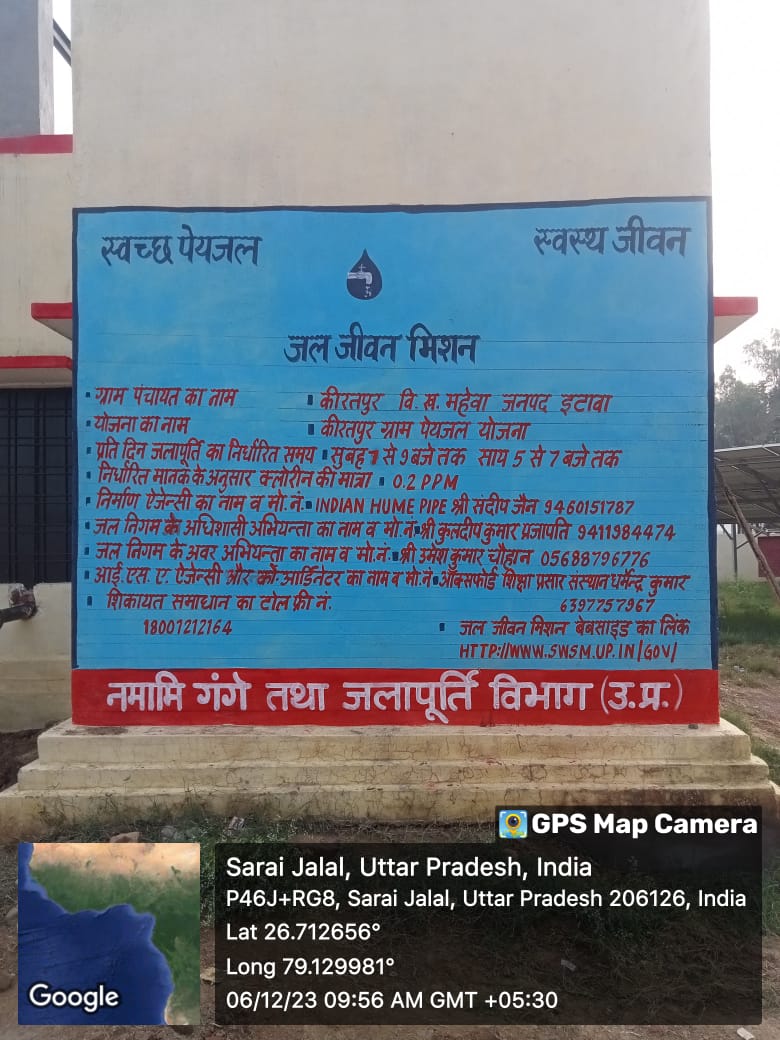 स्वच्छ पेयजल
स्वस्थ जीवन
जल जीवन मिशन
ग्राम पंचायत का नाम कीरतपुर वि.ख. महेवा जनपद इटावा
योजना का नाम कीरतपुर ग्राम पेयजल योजना
प्रति दिन जलापूर्ति का निर्धारित समय सुबह 7 से 9 बजे तक सायं 5 से 7 बजे तक
निर्धारित मानक के अनुसार क्लोरीन की मात्रा 0.2 PPM
निर्माण ऐजेन्सी का नाम व मो.नं. INDIAN HUME PIPE श्री संदीप जैन 9460151787
जल निगम के अधिशासी अभियन्ता का नाम व मो.नं. श्री कुलदीप कुमार प्रजापति 9411984474
जल निगम के अवर अभियन्ता का नाम व मो.नं. श्री उमेश कुमार चौहान 05688796776
आई.एस.ए. ऐजेन्सी और को-आर्डिनेटर का नाम व मो.नं. ऑक्सफोर्ड शिक्षा प्रसार संस्थान धर्मेन्द्र कुमार
6397757967
शिकायत समाधान का टोल फ्री नं.
18001212164
जल जीवन मिशन बेबसाइड का लिंक
HTTP://WWW.SWSM.UP.IN/GOV/
नमामि गंगे तथा जलापूर्ति विभाग (उ.प्र.)
GPS Map Camera
Sarai Jalal, Uttar Pradesh, India
P46J+RG8, Sarai Jalal, Uttar Pradesh 206126, India
Lat 26.712656°
Long 79.129981°
06/12/23 09:56 AM GMT +05:30
Google